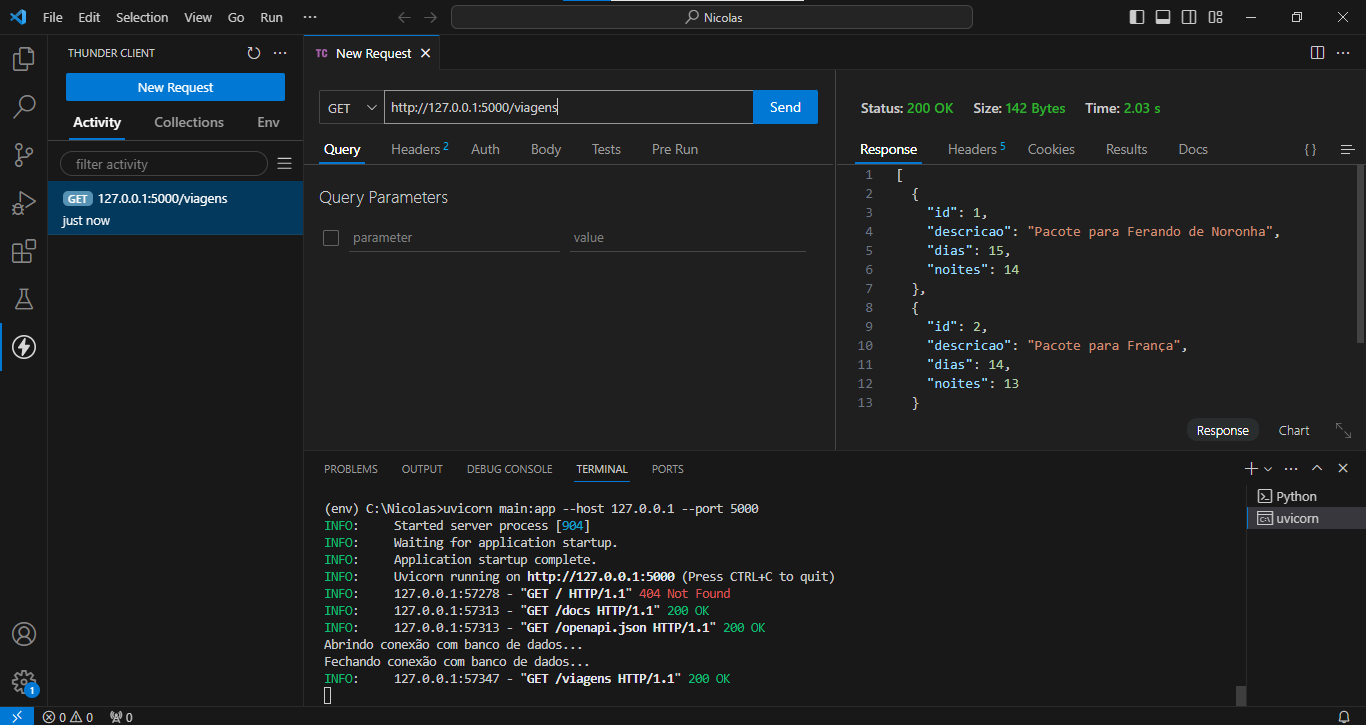 File Edit Selection View Go Run ···
Nicolas
THUNDER CLIENT
New Request
Activity Collections Env
filter activity
GET 127.0.0.1:5000/viagens
just now
TC New Request
GET http://127.0.0.1:5000/viagens Send
Query Headers 2 Auth Body Tests Pre Run
Query Parameters
parameter value
Status: 200 OK Size: 142 Bytes Time: 2.03 s
Response Headers 5 Cookies Results Docs { }
1 [
2 {
3 "id": 1,
4 "descricao": "Pacote para Ferando de Noronha",
5 "dias": 15,
6 "noites": 14
7 },
8 {
9 "id": 2,
10 "descricao": "Pacote para França",
11 "dias": 14,
12 "noites": 13
13 }
Response Chart
PROBLEMS OUTPUT DEBUG CONSOLE TERMINAL PORTS
(env) C:\Nicolas>uvicorn main:app --host 127.0.0.1 --port 5000
INFO: Started server process [904]
INFO: Waiting for application startup.
INFO: Application startup complete.
INFO: Uvicorn running on http://127.0.0.1:5000 (Press CTRL+C to quit)
INFO: 127.0.0.1:57278 - "GET / HTTP/1.1" 404 Not Found
INFO: 127.0.0.1:57313 - "GET /docs HTTP/1.1" 200 OK
INFO: 127.0.0.1:57313 - "GET /openapi.json HTTP/1.1" 200 OK
Abrindo conexão com banco de dados...
Fechando conexão com banco de dados...
INFO: 127.0.0.1:57347 - "GET /viagens HTTP/1.1" 200 OK
Python
uvicorn
1
0 0 0